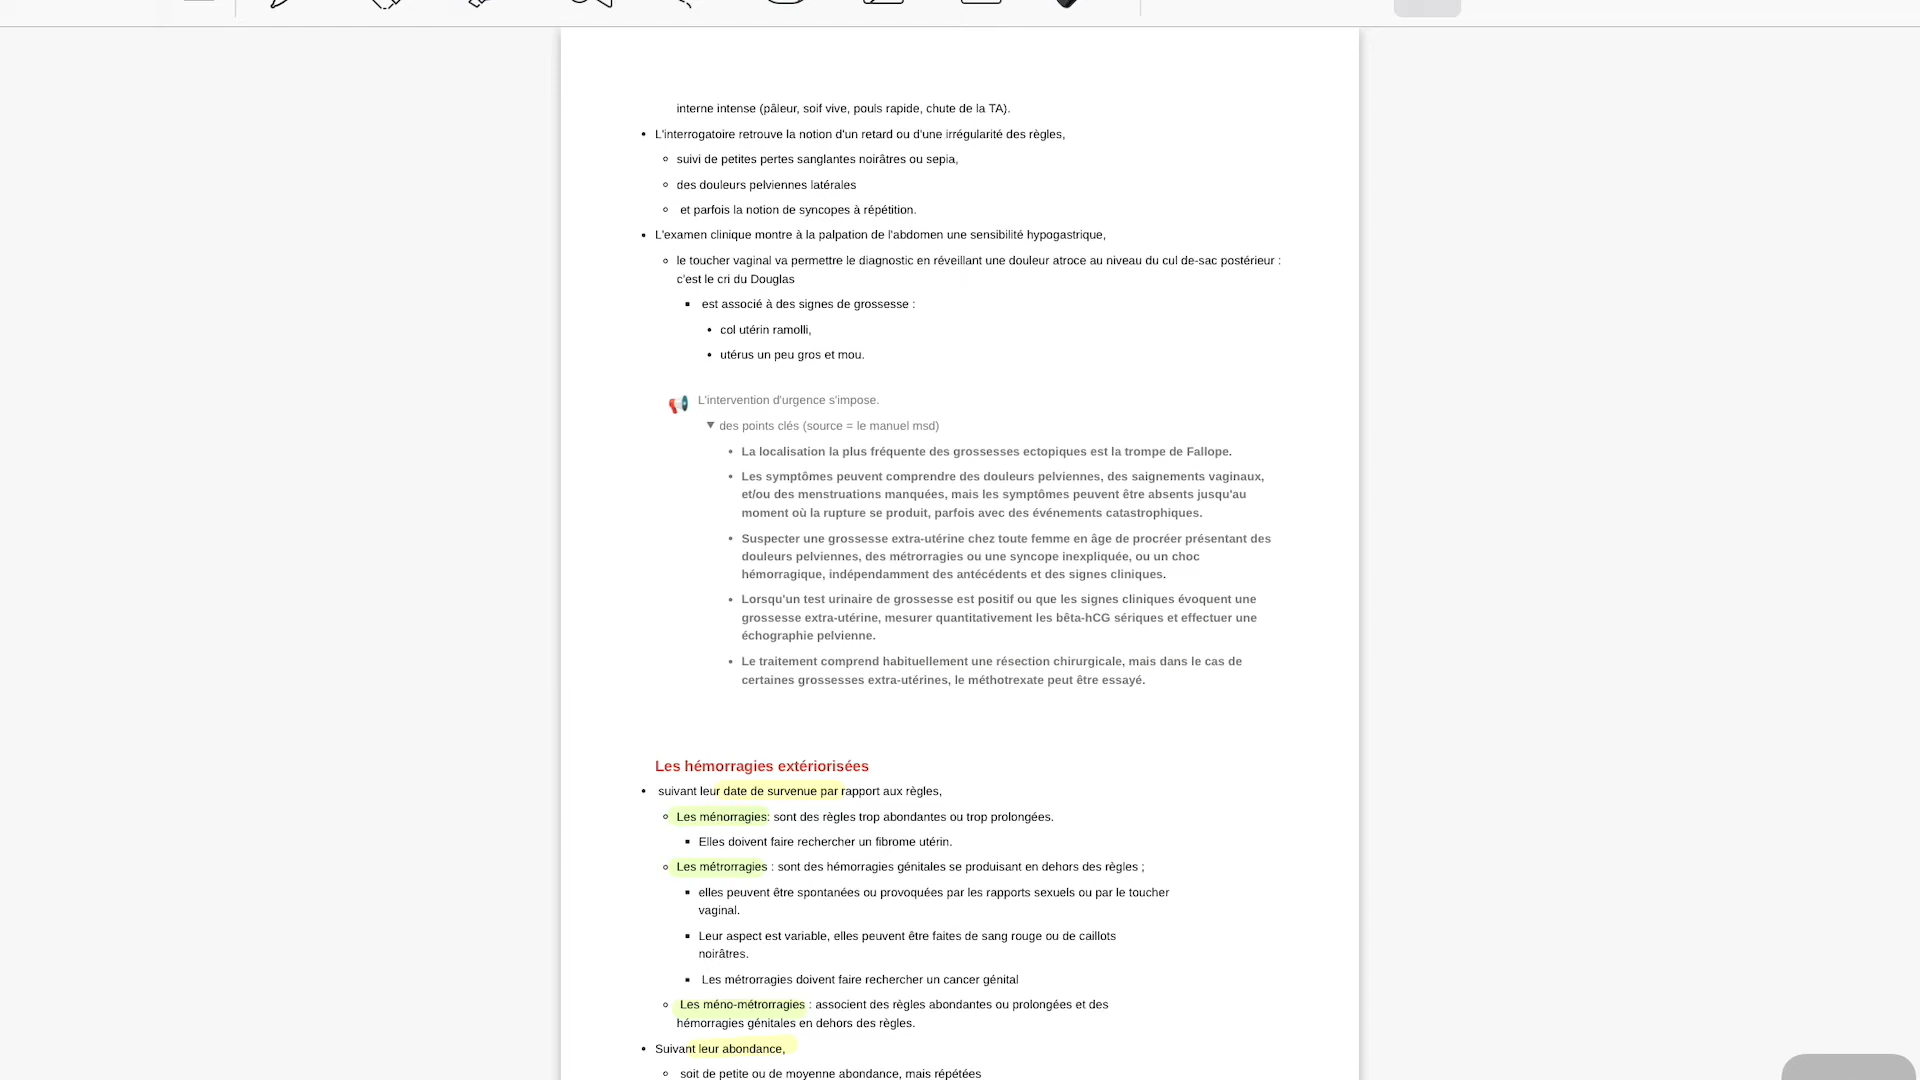 interne intense (pâleur, soif vive, pouls rapide, chute de la TA).
• L'interrogatoire retrouve la notion d'un retard ou d'une irrégularité des règles,
◦ suivi de petites pertes sanglantes noirâtres ou sepia,
◦ des douleurs pelviennes latérales
◦ et parfois la notion de syncopes à répétition.
• L'examen clinique montre à la palpation de l'abdomen une sensibilité hypogastrique,
◦ le toucher vaginal va permettre le diagnostic en réveillant une douleur atroce au niveau du cul de-sac postérieur :
c'est le cri du Douglas
▪ est associé à des signes de grossesse :
• col utérin ramolli,
• utérus un peu gros et mou.
📢 L'intervention d'urgence s'impose.
▼ des points clés (source = le manuel msd)
• La localisation la plus fréquente des grossesses ectopiques est la trompe de Fallope.
• Les symptômes peuvent comprendre des douleurs pelviennes, des saignements vaginaux,
et/ou des menstruations manquées, mais les symptômes peuvent être absents jusqu'au
moment où la rupture se produit, parfois avec des événements catastrophiques.
• Suspecter une grossesse extra-utérine chez toute femme en âge de procréer présentant des
douleurs pelviennes, des métrorragies ou une syncope inexpliquée, ou un choc
hémorragique, indépendamment des antécédents et des signes cliniques.
• Lorsqu'un test urinaire de grossesse est positif ou que les signes cliniques évoquent une
grossesse extra-utérine, mesurer quantitativement les bêta-hCG sériques et effectuer une
échographie pelvienne.
• Le traitement comprend habituellement une résection chirurgicale, mais dans le cas de
certaines grossesses extra-utérines, le méthotrexate peut être essayé.
Les hémorragies extériorisées
• suivant leur date de survenue par rapport aux règles,
◦ Les ménorragies: sont des règles trop abondantes ou trop prolongées.
▪ Elles doivent faire rechercher un fibrome utérin.
◦ Les métrorragies : sont des hémorragies génitales se produisant en dehors des règles ;
▪ elles peuvent être spontanées ou provoquées par les rapports sexuels ou par le toucher
vaginal.
▪ Leur aspect est variable, elles peuvent être faites de sang rouge ou de caillots
noirâtres.
▪ Les métrorragies doivent faire rechercher un cancer génital
◦ Les méno-métrorragies : associent des règles abondantes ou prolongées et des
hémorragies génitales en dehors des règles.
• Suivant leur abondance,
◦ soit de petite ou de moyenne abondance, mais répétées